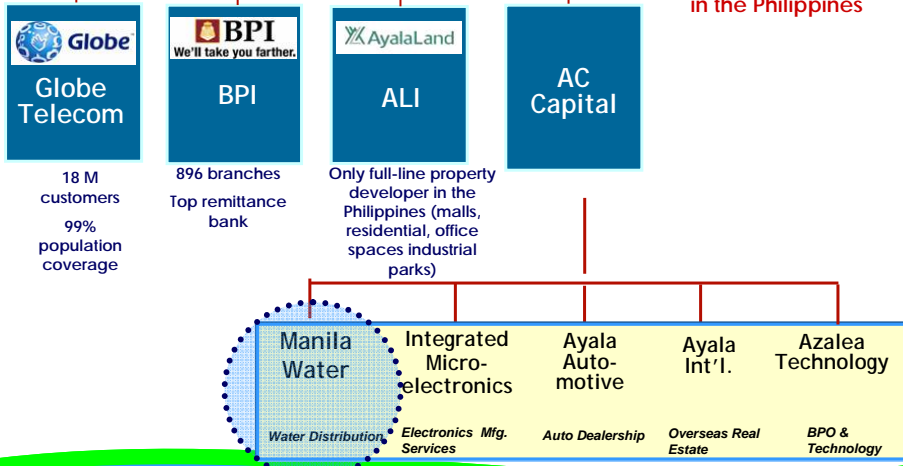 in the Philippines
Globe
BPI
We'll take you farther.
AyalaLand
Globe
Telecom
BPI
ALI
AC
Capital
18 M
customers
99%
population
coverage
896 branches
Top remittance
bank
Only full-line property
developer in the
Philippines (malls,
residential, office
spaces industrial
parks)
Manila
Water
Water Distribution
Integrated
Micro-
electronics
Electronics Mfg.
Services
Ayala
Auto-
motive
Auto Dealership
Ayala
Int'l.
Overseas Real
Estate
Azalea
Technology
BPO &
Technology